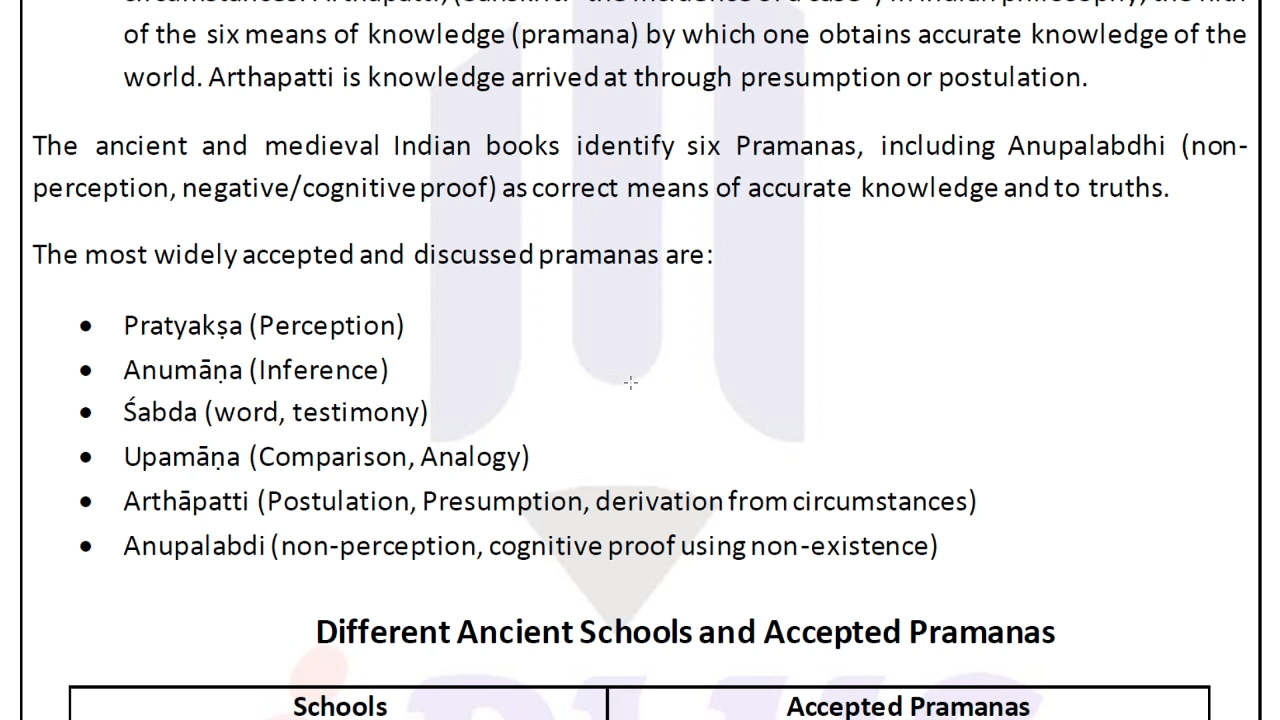 of the six means of knowledge (pramana) by which one obtains accurate knowledge of the
world. Arthapatti is knowledge arrived at through presumption or postulation.
The ancient and medieval Indian books identify six Pramanas, including Anupalabdhi (non-
perception, negative/cognitive proof) as correct means of accurate knowledge and to truths.
The most widely accepted and discussed pramanas are:
• Pratyakṣa (Perception)
• Anumāṇa (Inference)
• Śabda (word, testimony)
• Upamāṇa (Comparison, Analogy)
• Arthāpatti (Postulation, Presumption, derivation from circumstances)
• Anupalabdi (non-perception, cognitive proof using non-existence)
Different Ancient Schools and Accepted Pramanas
Schools Accepted Pramanas